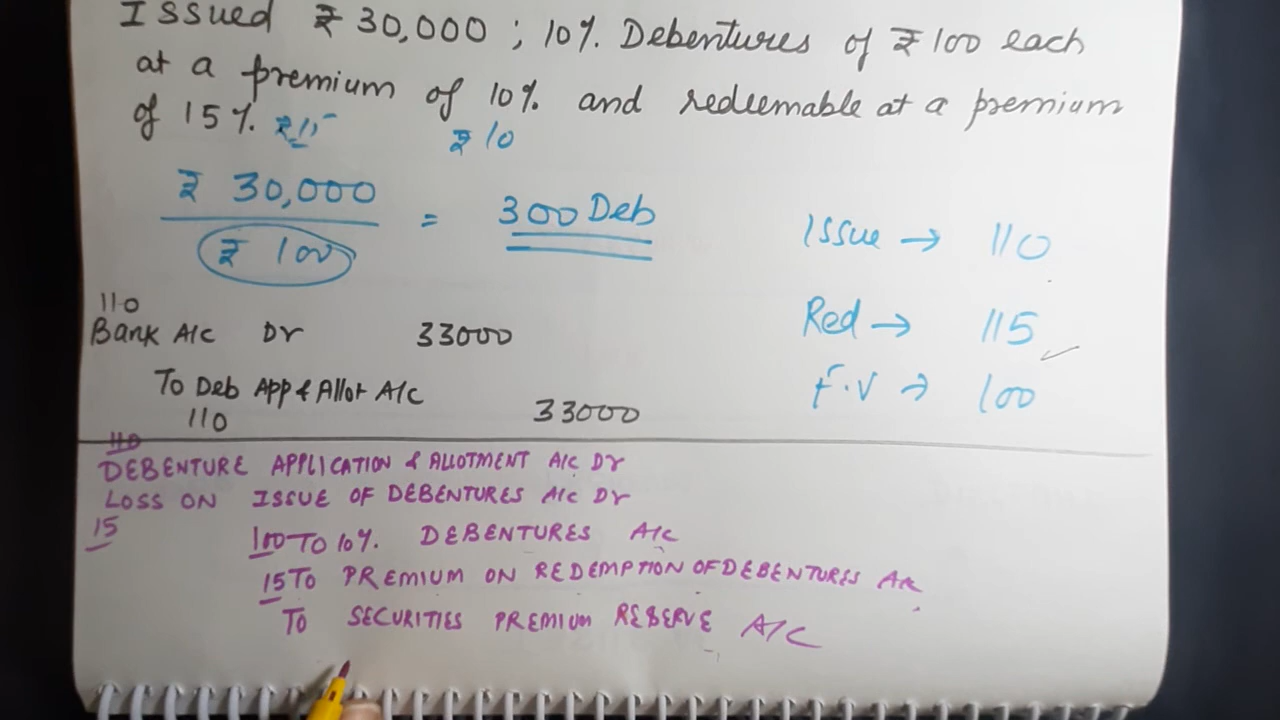 Issued ₹ 30,000 ; 10% Debentures of ₹ 100 each
at a premium of 10% and redeemable at a premium
of 15%. ₹ 15
₹ 10
₹ 30,000
₹ 100
= 300 Deb
Issue → 110
Red → 115
F.V → 100
110
Bank A/c Dr 33000
To Deb App & Allot A/c
110 33000
110
DEBENTURE APPLICATION & ALLOTMENT A/C Dr
LOSS ON ISSUE OF DEBENTURES A/c Dr
15
100 TO 10% DEBENTURES A/C
15 TO PREMIUM ON REDEMPTION OF DEBENTURES A/c
TO SECURITIES PREMIUM RESERVE A/C